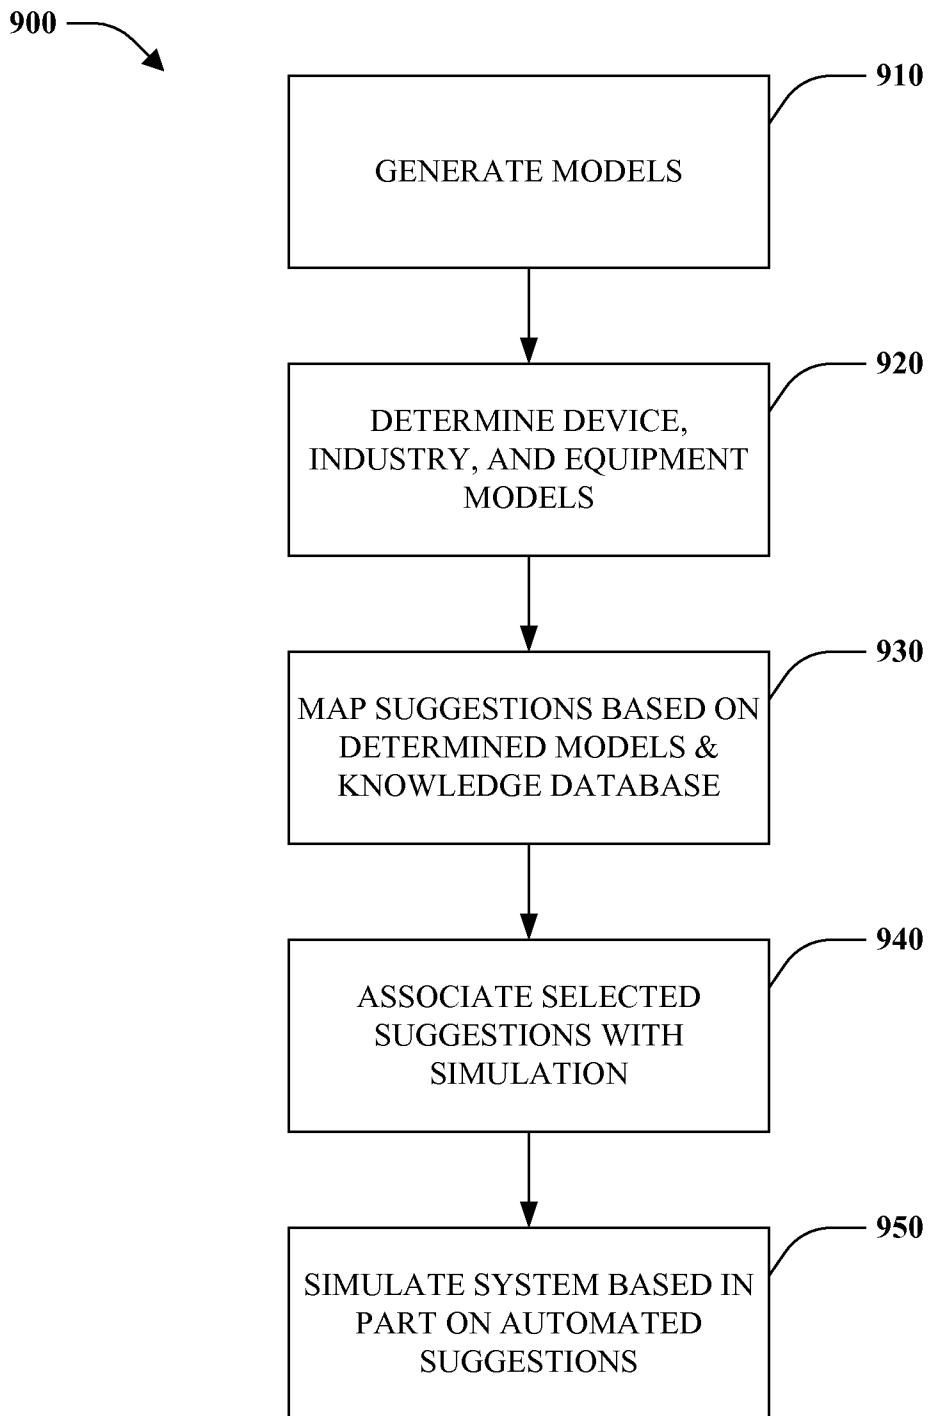 900
910
GENERATE MODELS
920
DETERMINE DEVICE,
INDUSTRY, AND EQUIPMENT
MODELS
930
MAP SUGGESTIONS BASED ON
DETERMINED MODELS &
KNOWLEDGE DATABASE
940
ASSOCIATE SELECTED
SUGGESTIONS WITH
SIMULATION
950
SIMULATE SYSTEM BASED IN
PART ON AUTOMATED
SUGGESTIONS